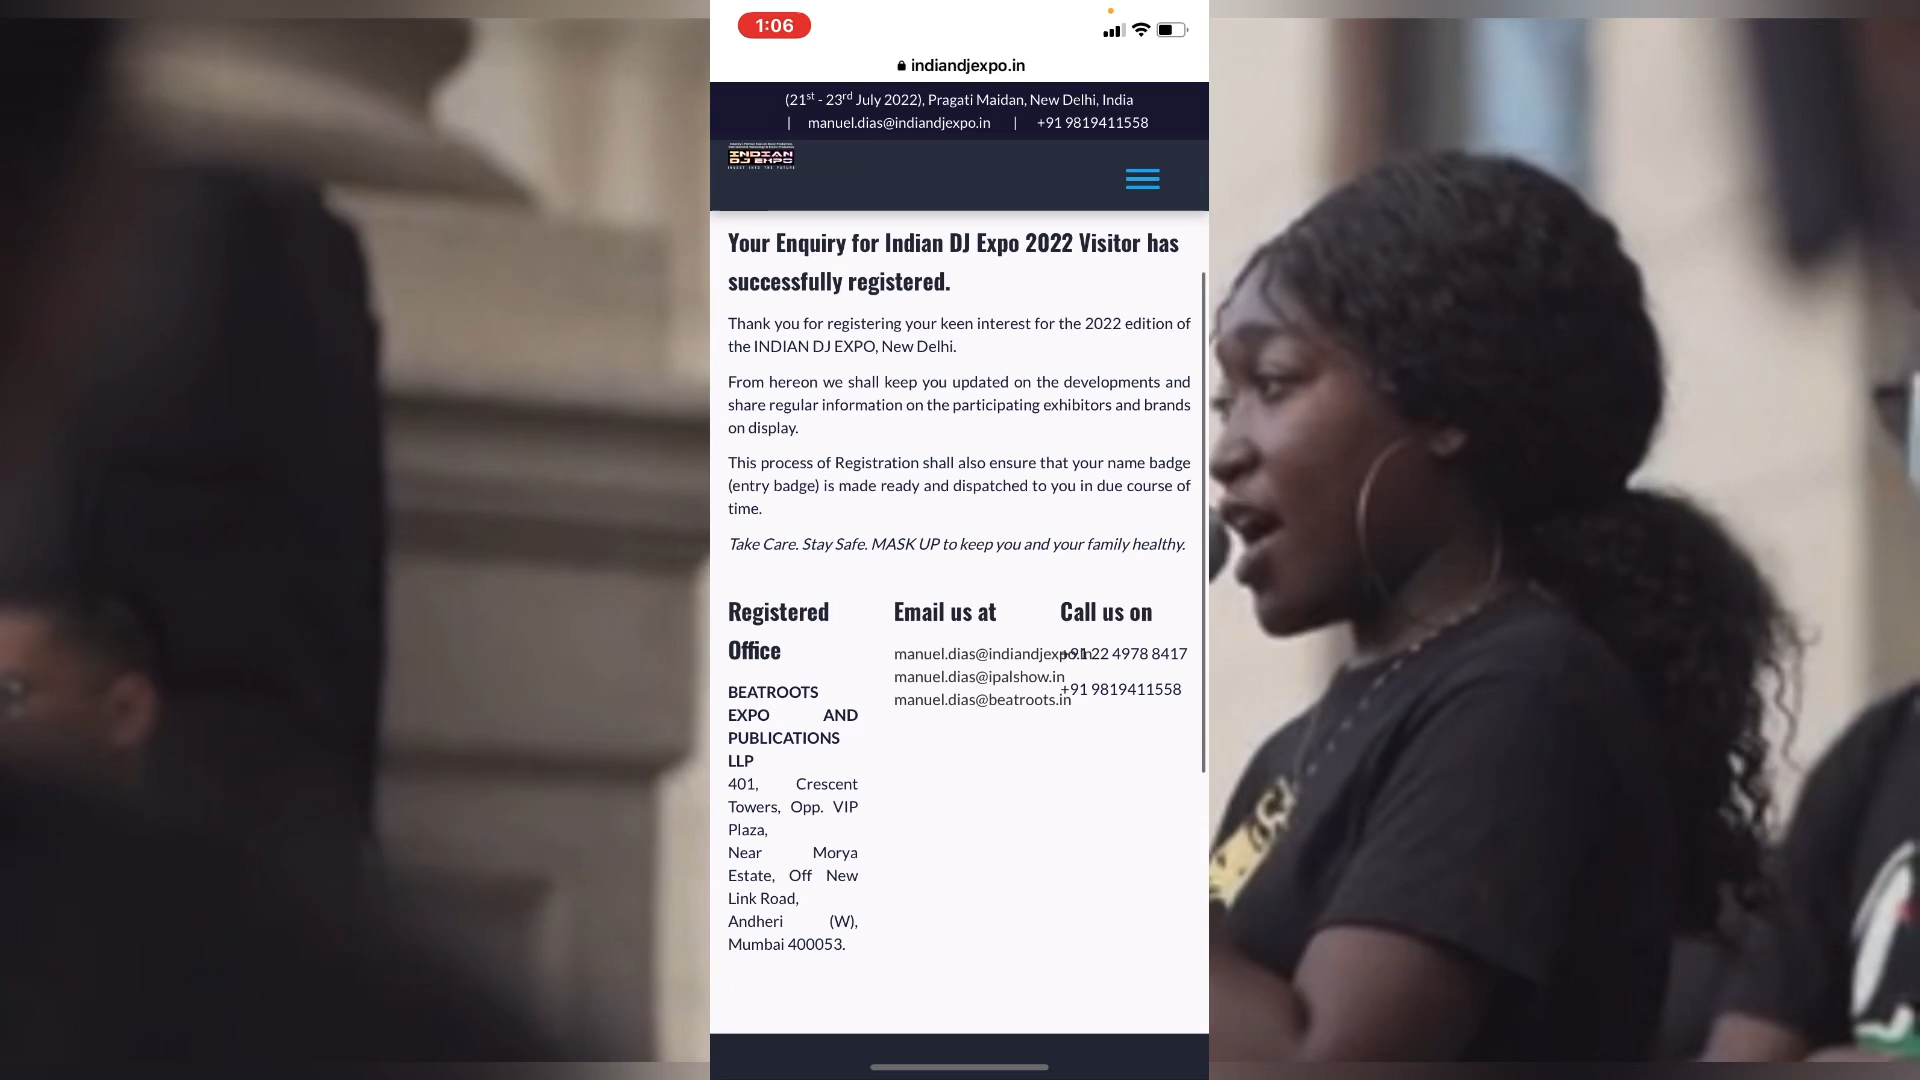 1:06
indiandjexpo.in
(21st - 23rd July 2022), Pragati Maidan, New Delhi, India
| manuel.dias@indiandjexpo.in | +91 9819411558
INDIAN
DJ EXPO
INVEST INTO THE FUTURE
Your Enquiry for Indian DJ Expo 2022 Visitor has
successfully registered.
Thank you for registering your keen interest for the 2022 edition of
the INDIAN DJ EXPO, New Delhi.
From hereon we shall keep you updated on the developments and
share regular information on the participating exhibitors and brands
on display.
This process of Registration shall also ensure that your name badge
(entry badge) is made ready and dispatched to you in due course of
time.
Take Care. Stay Safe. MASK UP to keep you and your family healthy.
Registered
Office
BEATROOTS
EXPO AND
PUBLICATIONS
LLP
401, Crescent
Towers, Opp. VIP
Plaza,
Near Morya
Estate, Off New
Link Road,
Andheri (W),
Mumbai 400053.
Email us at
manuel.dias@indiandjexpo.in
manuel.dias@ipalshow.in
manuel.dias@beatroots.in
Call us on
+91 22 4978 8417
+91 9819411558